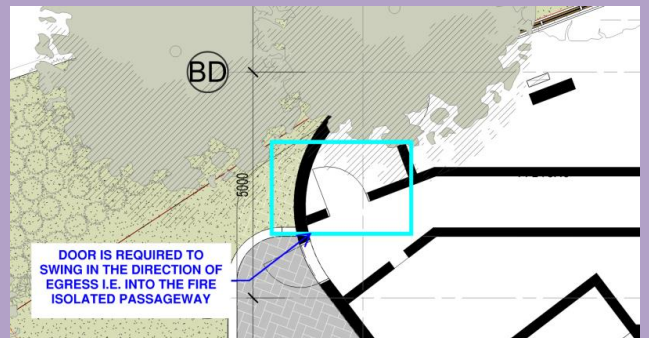 BD
5000
DOOR IS REQUIRED TO
SWING IN THE DIRECTION OF
EGRESS I.E. INTO THE FIRE
ISOLATED PASSAGEWAY